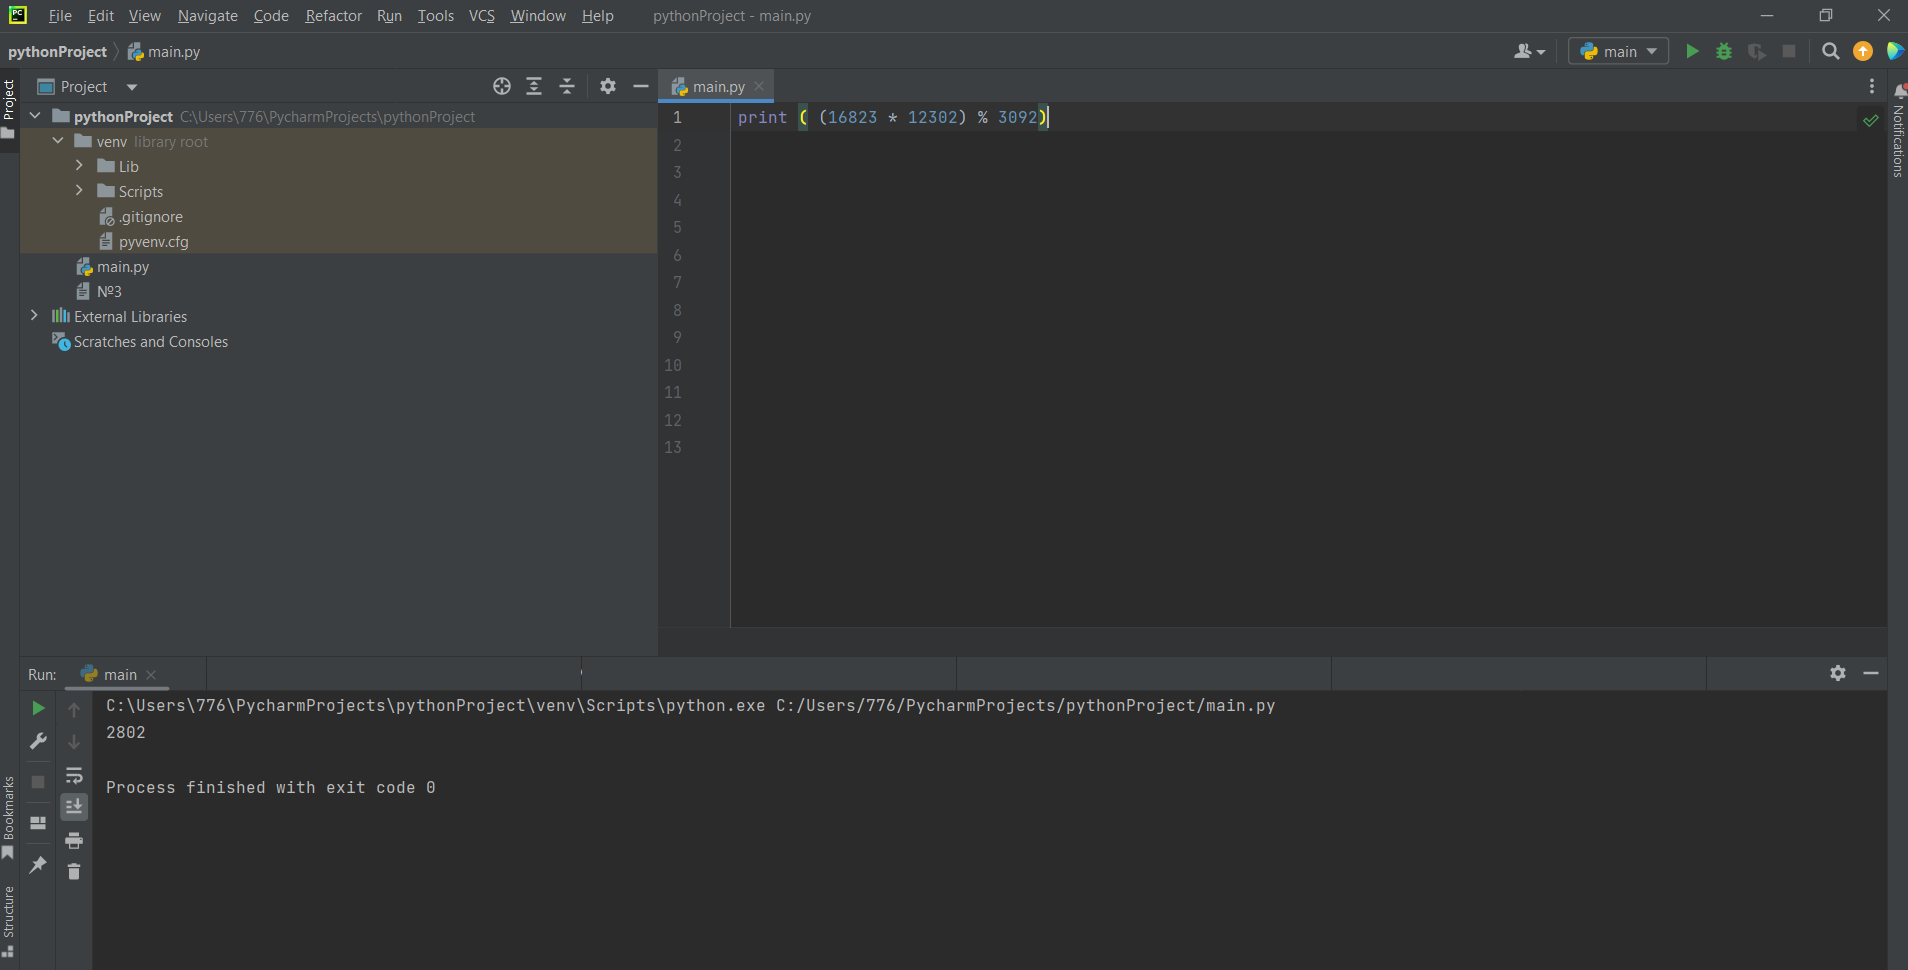 PC File Edit View Navigate Code Refactor Run Tools VCS Window Help pythonProject - main.py
pythonProject main.py main
Project main.py
pythonProject C:\Users\776\PycharmProjects\pythonProject
venv library root
Lib
Scripts
.gitignore
pyvenv.cfg
main.py
№3
External Libraries
Scratches and Consoles
1 print ( (16823 * 12302) % 3092)
2
3
4
5
6
7
8
9
10
11
12
13
Run: main
C:\Users\776\PycharmProjects\pythonProject\venv\Scripts\python.exe C:/Users/776/PycharmProjects/pythonProject/main.py
2802
Process finished with exit code 0
Project
Bookmarks
Structure
Notifications